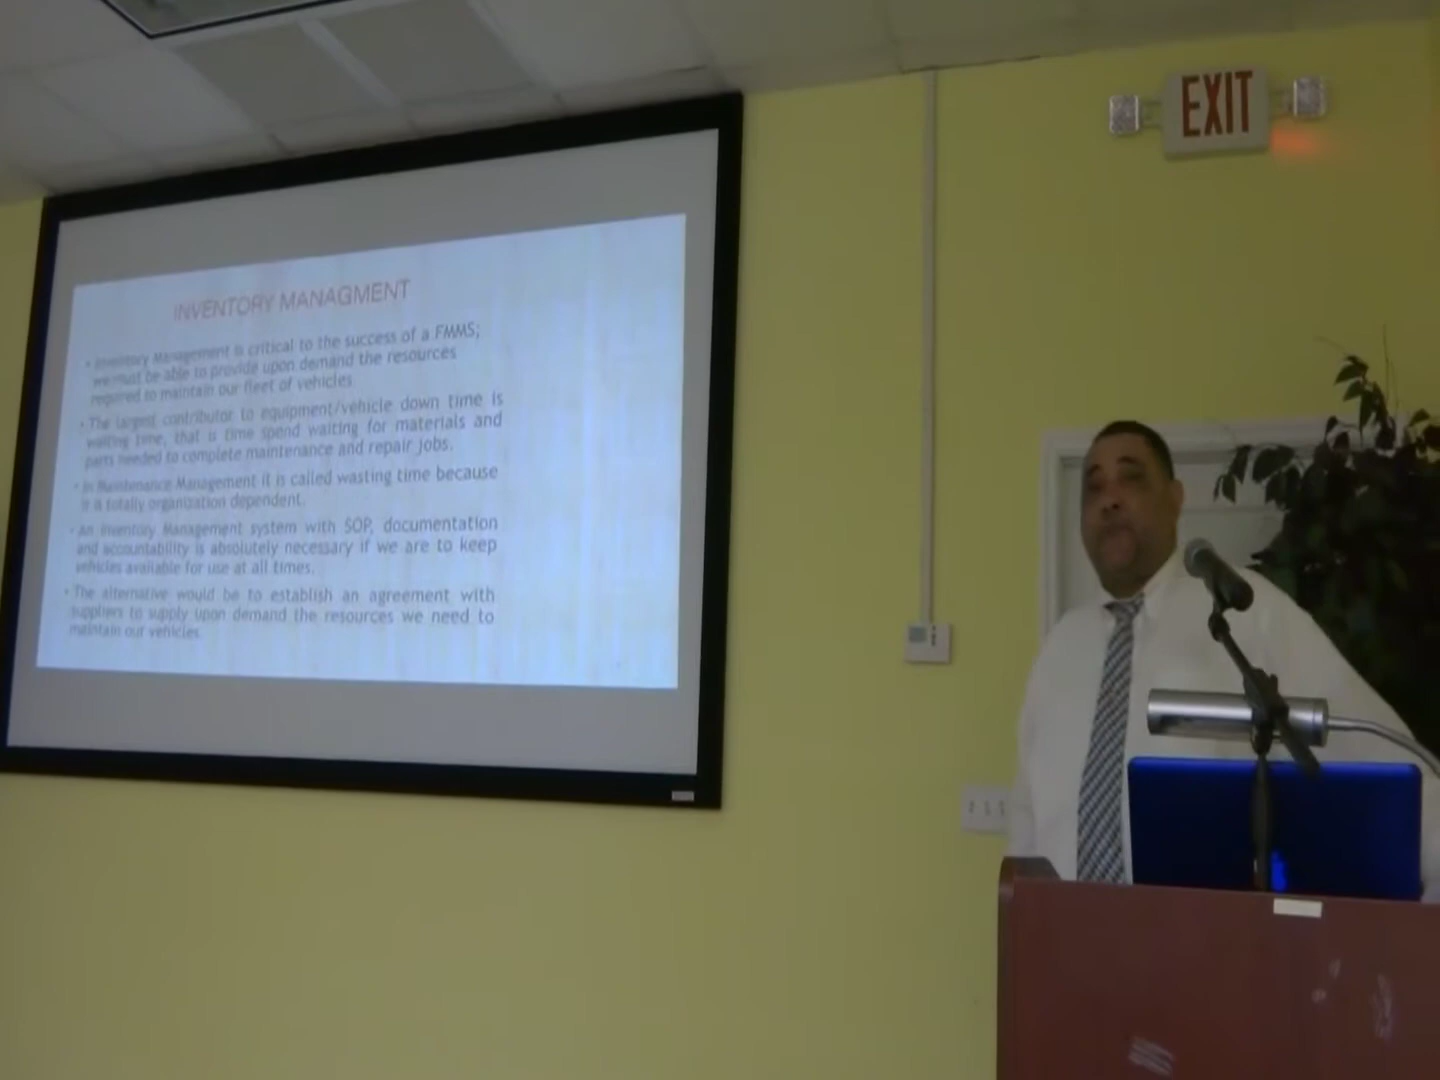 INVENTORY MANAGMENT
• Inventory Management is critical to the success of a FMMS;
we must be able to provide upon demand the resources
required to maintain our fleet of vehicles
• The largest contributor to equipment/vehicle down time is
waiting time, that is time spend waiting for materials and
parts needed to complete maintenance and repair jobs.
• In Maintenance Management it is called wasting time because
it is totally organization dependent.
• An Inventory Management system with SOP, documentation
and accountability is absolutely necessary if we are to keep
vehicles available for use at all times.
• The alternative would be to establish an agreement with
suppliers to supply upon demand the resources we need to
maintain our vehicles
EXIT